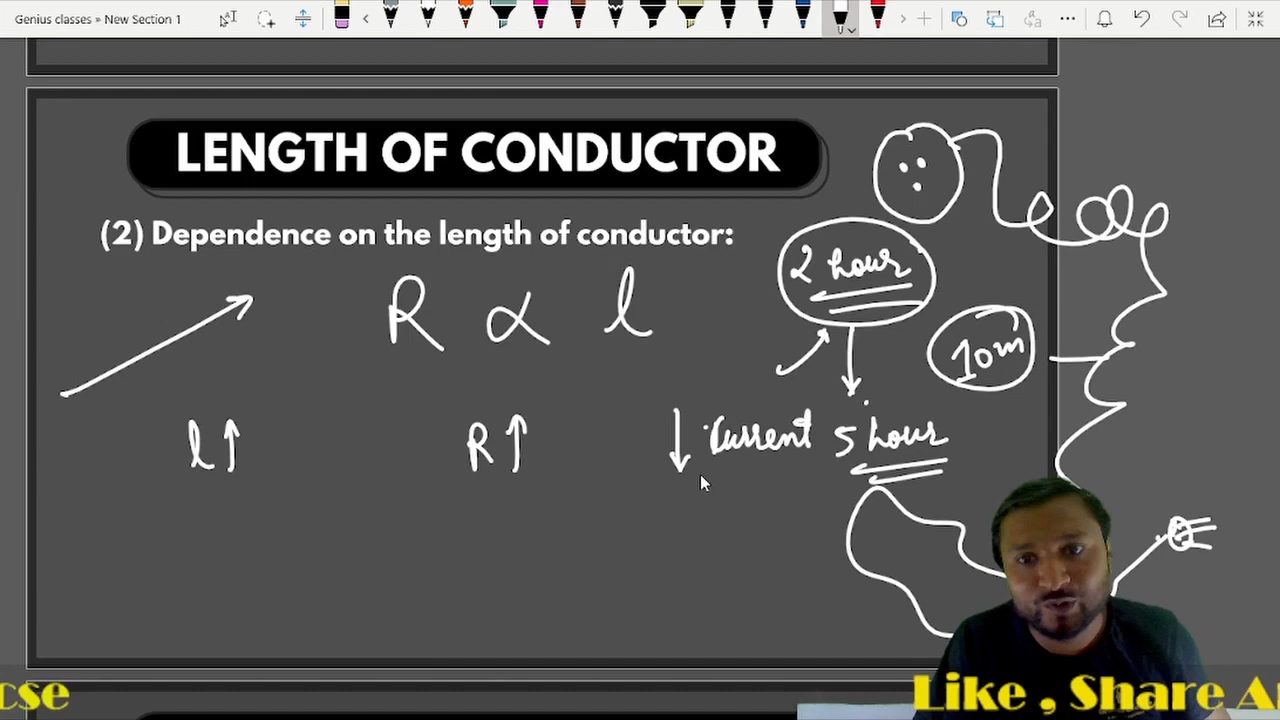 Genius classes » New Section 1
LENGTH OF CONDUCTOR
(2) Dependence on the length of conductor:
2 hour
R ∝ l
10m
l↑ R↑ ↓ Current 5 hour
cse Like , Share A